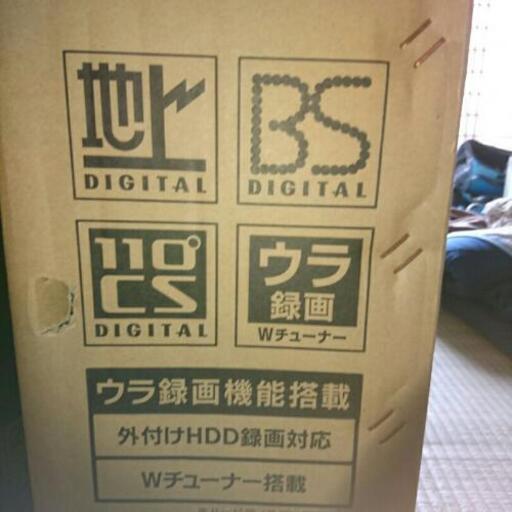 地上
DIGITAL
BS
DIGITAL
110°
CS
DIGITAL
ウラ
録画
Wチューナー
ウラ録画機能搭載
外付けHDD録画対応
Wチューナー搭載